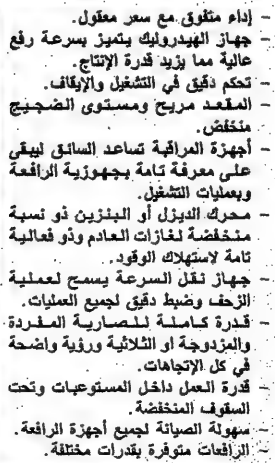 - إداء متفوق مع سعر معقول.
- جهاز الهيدروليك يتميز بسرعة رفع
عالية مما يزيد قدرة الإنتاج.
- تحكم دقيق في التشغيل والإيقاف.
- المقعد مريح ومستوى الضجيج
منخفض.
- أجهزة المراقبة تساعد السائق ليبقى
على معرفة تامة بجهوزية الرافعة
وبعمليات التشغيل.
- محرك الديزل أو البنزين ذو نسبة
منخفضة لغازات العادم وذو فعالية
تامة لاستهلاك الوقود.
- جهاز نقل السرعة يسمح لعملية
الزحف وضبط دقيق لجميع العمليات.
- قدرة كاملة للصارية المفردة
والمزدوجة او الثلاثية ورؤية واضحة
في كل الإتجاهات.
- قدرة العمل داخل المستوعبات وتحت
السقوف المنخفضة.
- سهولة الصيانة لجميع أجهزة الرافعة.
- الرافعات متوفرة بقدرات مختلفة.